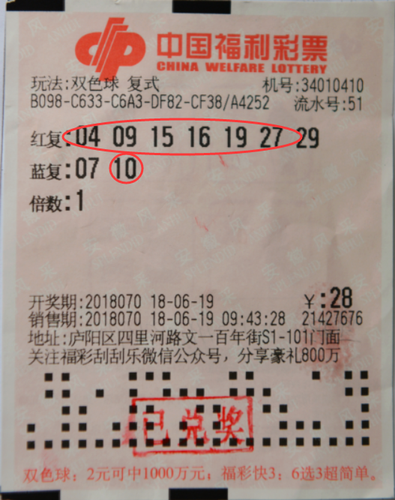 中国福利彩票
CHINA WELFARE LOTTERY
玩法:双色球 复式 机号:34010410
B098-C633-C6A3-DF82-CF38/A4252 流水号:51
红复:04 09 15 16 19 27 29
蓝复:07 10
倍数:1
开奖期:2018070 18-06-19 ¥:28
销售期:2018070 18-06-19 09:43:28 21427676
地址:庐阳区四里河路文一百年街S1-101门面
关注福彩刮刮乐微信公众号,分享豪礼800万
已兑奖
双色球:2元可中1000万元;福彩快3:6选3超简单.